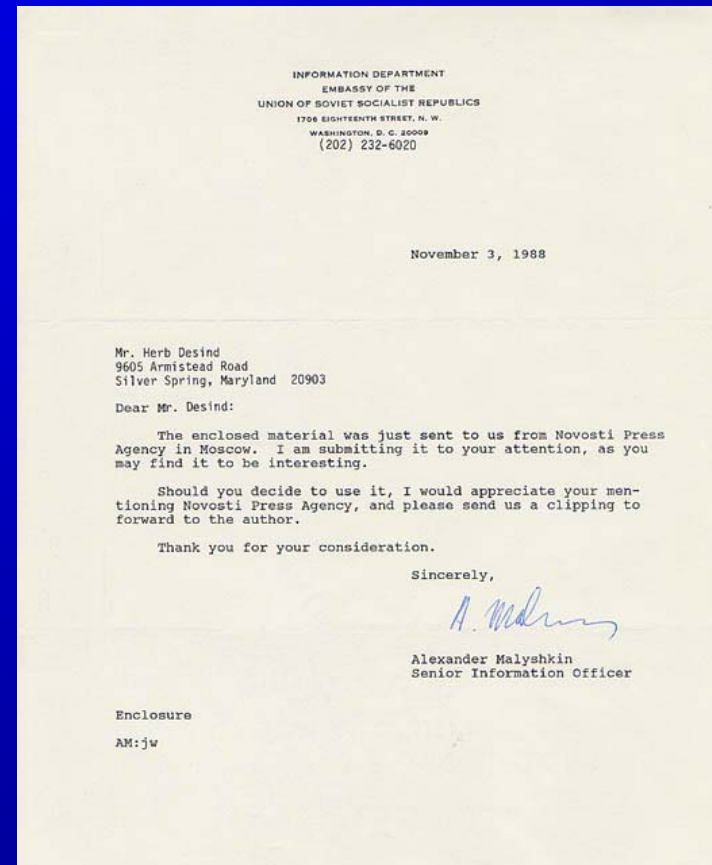 INFORMATION DEPARTMENT
EMBASSY OF THE
UNION OF SOVIET SOCIALIST REPUBLICS
1706 EIGHTEENTH STREET, N. W.
WASHINGTON, D. C. 20009
(202) 232-6020
November 3, 1988
Mr. Herb Desind
9605 Armistead Road
Silver Spring, Maryland 20903
Dear Mr. Desind:
The enclosed material was just sent to us from Novosti Press
Agency in Moscow. I am submitting it to your attention, as you
may find it to be interesting.
Should you decide to use it, I would appreciate your men-
tioning Novosti Press Agency, and please send us a clipping to
forward to the author.
Thank you for your consideration.
Sincerely,
Alexander Malyshkin
Senior Information Officer
Enclosure
AM:jw